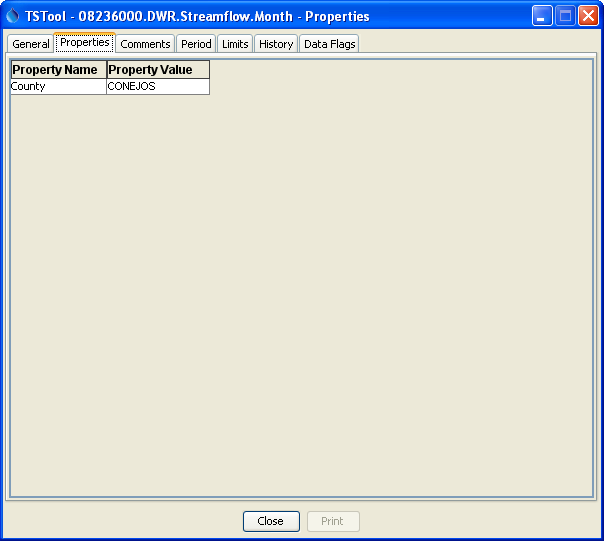 TSTool - 08236000.DWR.Streamflow.Month - Properties
General Properties Comments Period Limits History Data Flags
Property Name Property Value
County CONEJOS
Close Print